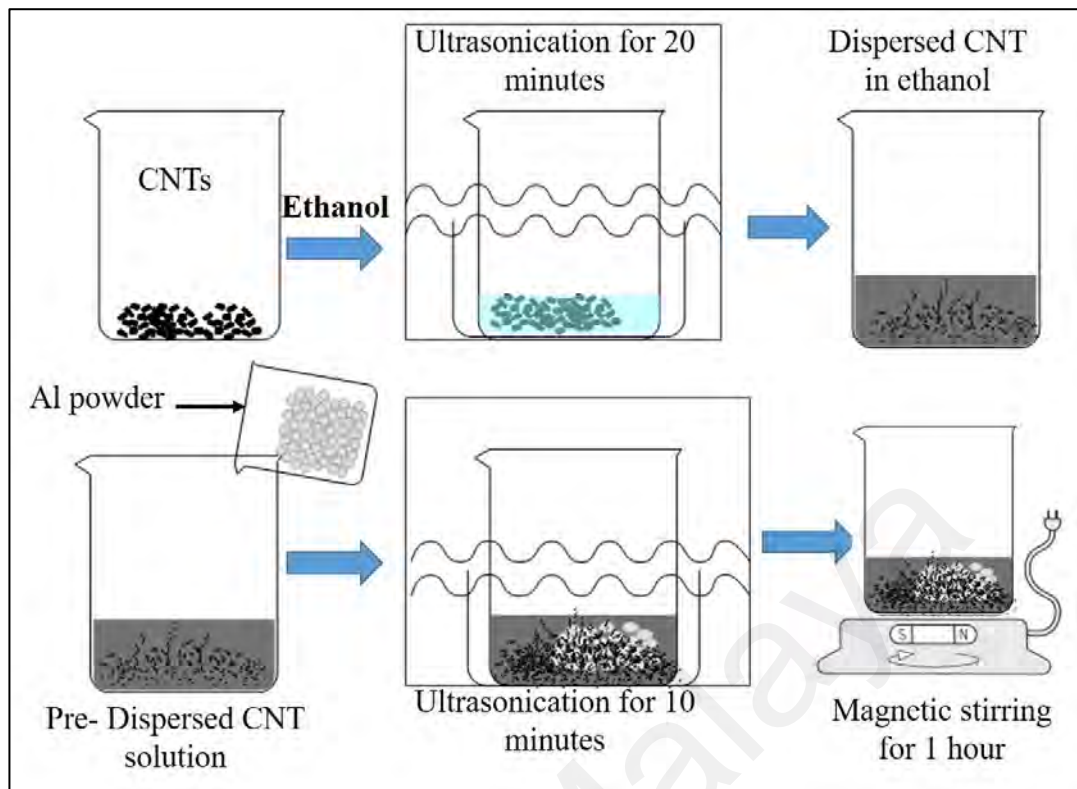 Ultrasonication for 20
minutes
Dispersed CNT
in ethanol
CNTs
Ethanol
Al powder
Pre- Dispersed CNT
solution
Ultrasonication for 10
minutes
S N
Magnetic stirring
for 1 hour
Malaya